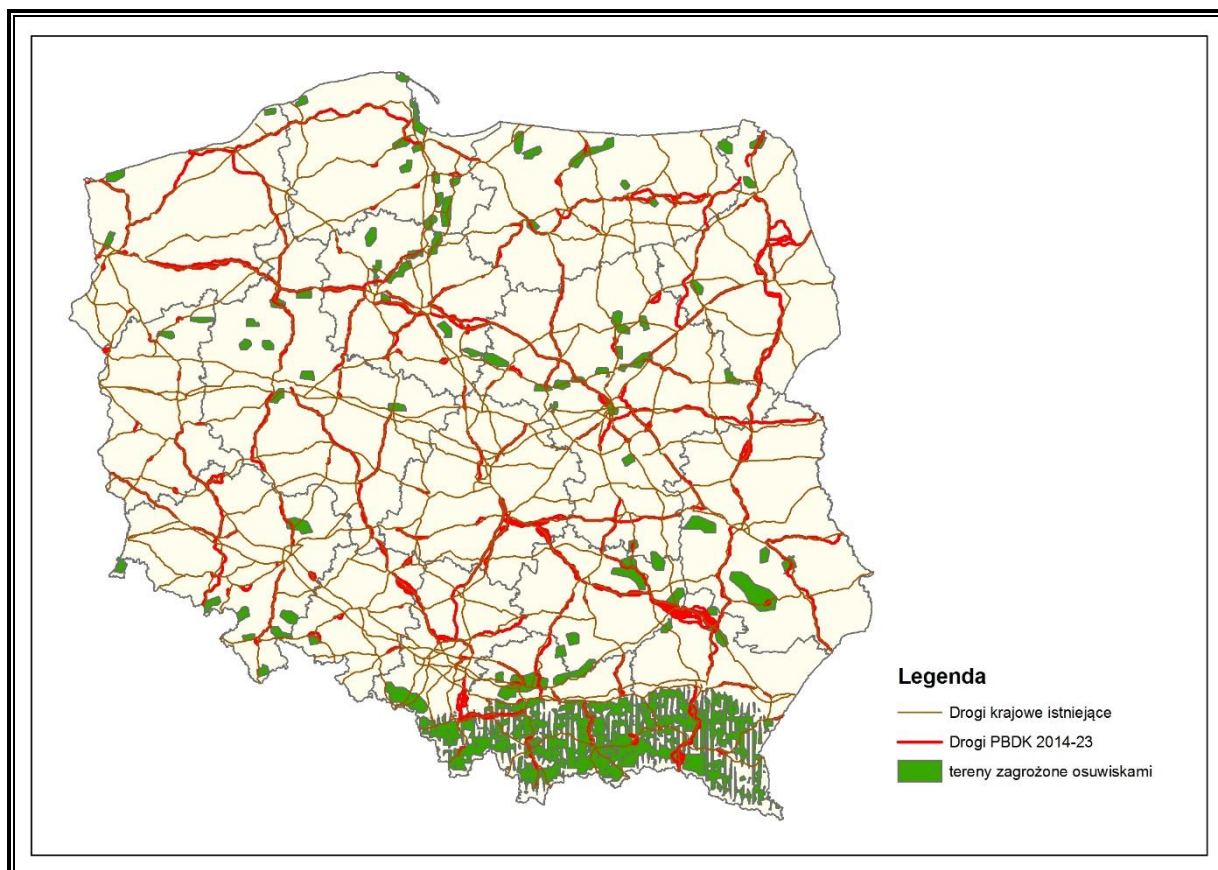 Legenda
Drogi krajowe istniejące
Drogi PBDK 2014-23
tereny zagrożone osuwiskami